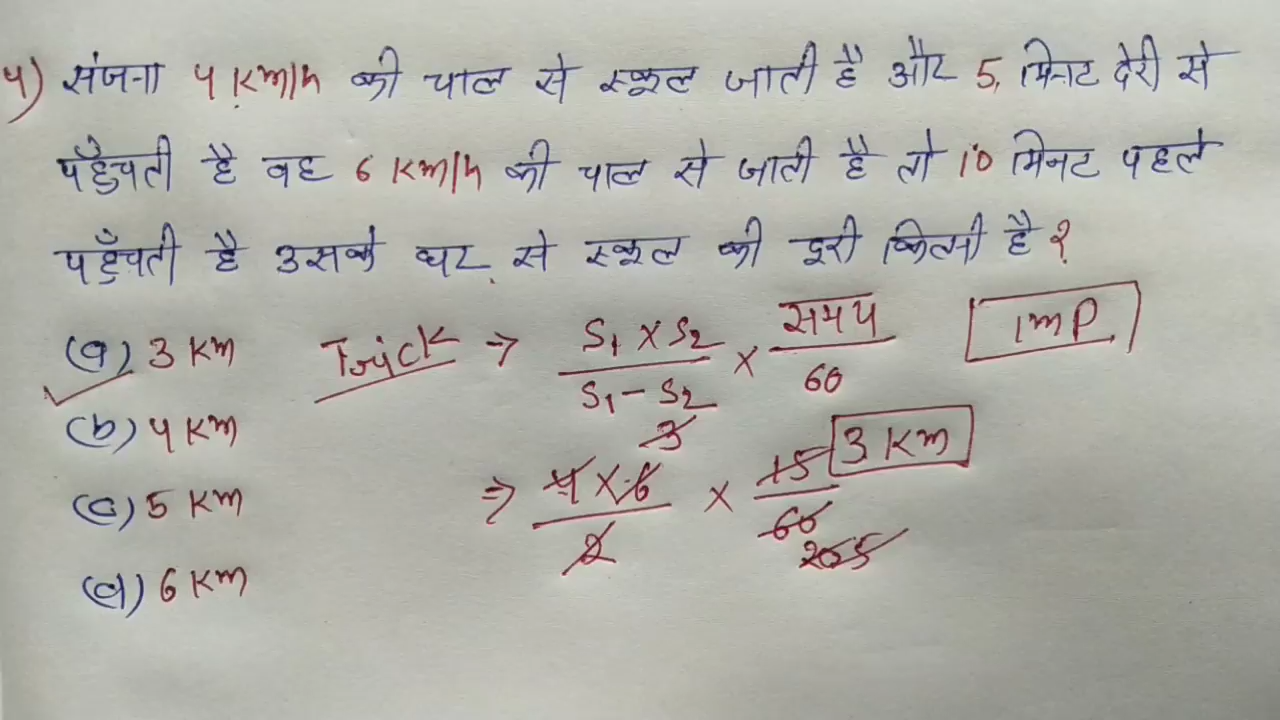 4) संजना 4 Km/h की चाल से स्कूल जाती है और 5 मिनट देरी से
पहुँचती है वह 6 Km/h की चाल से जाती है तो 10 मिनट पहले
पहुँचती है उसके घर से स्कूल की दूरी कितनी है ?
(a) 3 Km Trick → S₁ × S₂ / S₁ - S₂ × समय / 60 Imp
(b) 4 Km
⇒ 4 × 6 / 2 × 15 / 60 3 Km
3
(c) 5 Km
(d) 6 Km